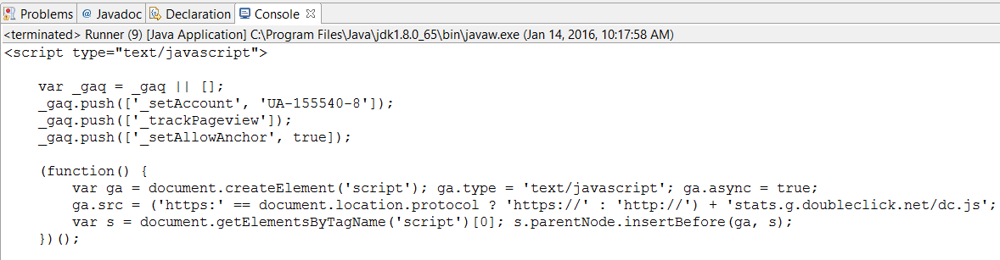 Problems @ Javadoc Declaration Console
<terminated> Runner (9) [Java Application] C:\Program Files\Java\jdk1.8.0_65\bin\javaw.exe (Jan 14, 2016, 10:17:58 AM)
<script type="text/javascript">
var _gaq = _gaq || [];
_gaq.push(['_setAccount', 'UA-155540-8']);
_gaq.push(['_trackPageview']);
_gaq.push(['_setAllowAnchor', true]);
(function() {
var ga = document.createElement('script'); ga.type = 'text/javascript'; ga.async = true;
ga.src = ('https:' == document.location.protocol ? 'https://' : 'http://') + 'stats.g.doubleclick.net/dc.js';
var s = document.getElementsByTagName('script')[0]; s.parentNode.insertBefore(ga, s);
})();